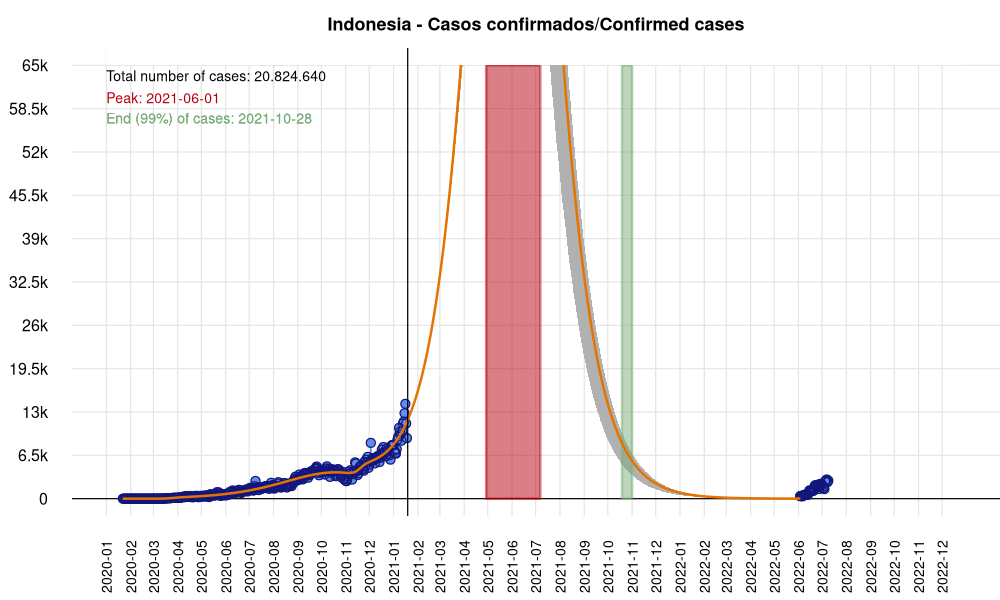 Indonesia - Casos confirmados/Confirmed cases
Total number of cases: 20.824.640
Peak: 2021-06-01
End (99%) of cases: 2021-10-28
65k
58.5k
52k
45.5k
39k
32.5k
26k
19.5k
13k
6.5k
0
2020-01
2020-02
2020-03
2020-04
2020-05
2020-06
2020-07
2020-08
2020-09
2020-10
2020-11
2020-12
2021-01
2021-02
2021-03
2021-04
2021-05
2021-06
2021-07
2021-08
2021-09
2021-10
2021-11
2021-12
2022-01
2022-02
2022-03
2022-04
2022-05
2022-06
2022-07
2022-08
2022-09
2022-10
2022-11
2022-12